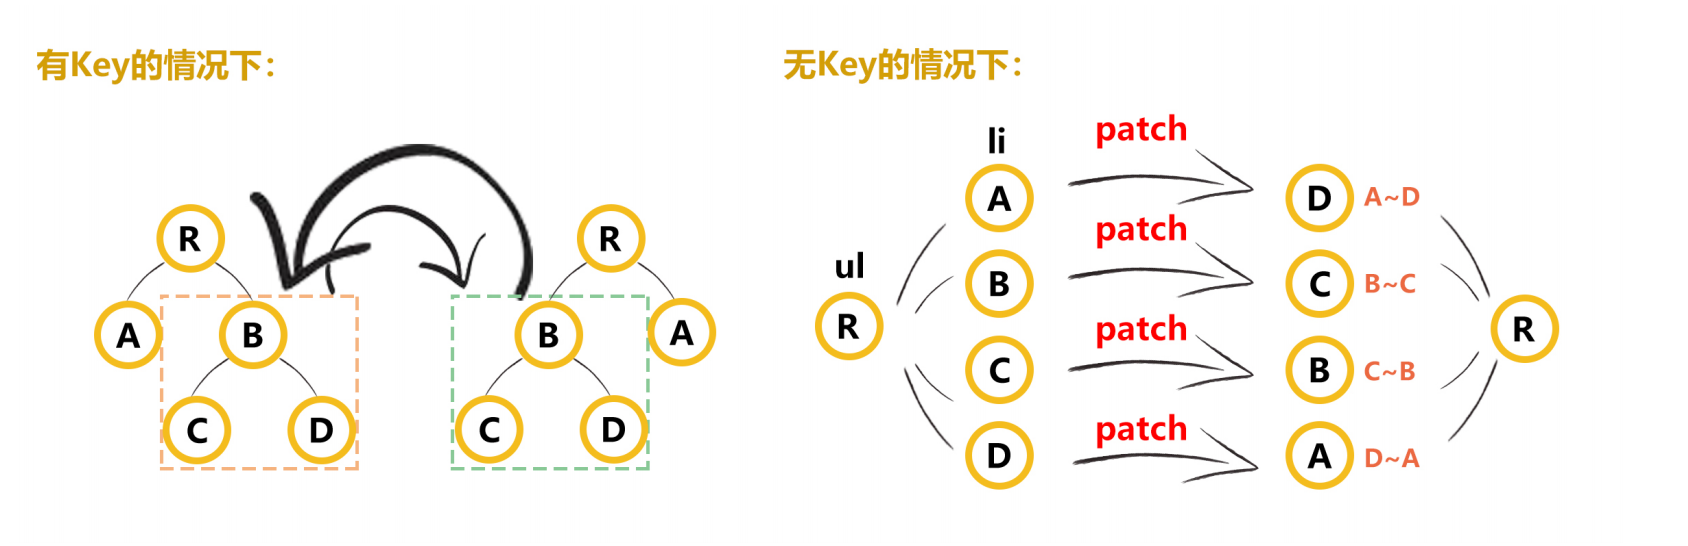 有Key的情况下：
R
A
B
C
D
R
B
A
C
D
无Key的情况下：
ul
R
li
A
patch
D
A~D
B
patch
C
B~C
C
patch
B
C~B
D
patch
A
D~A
R